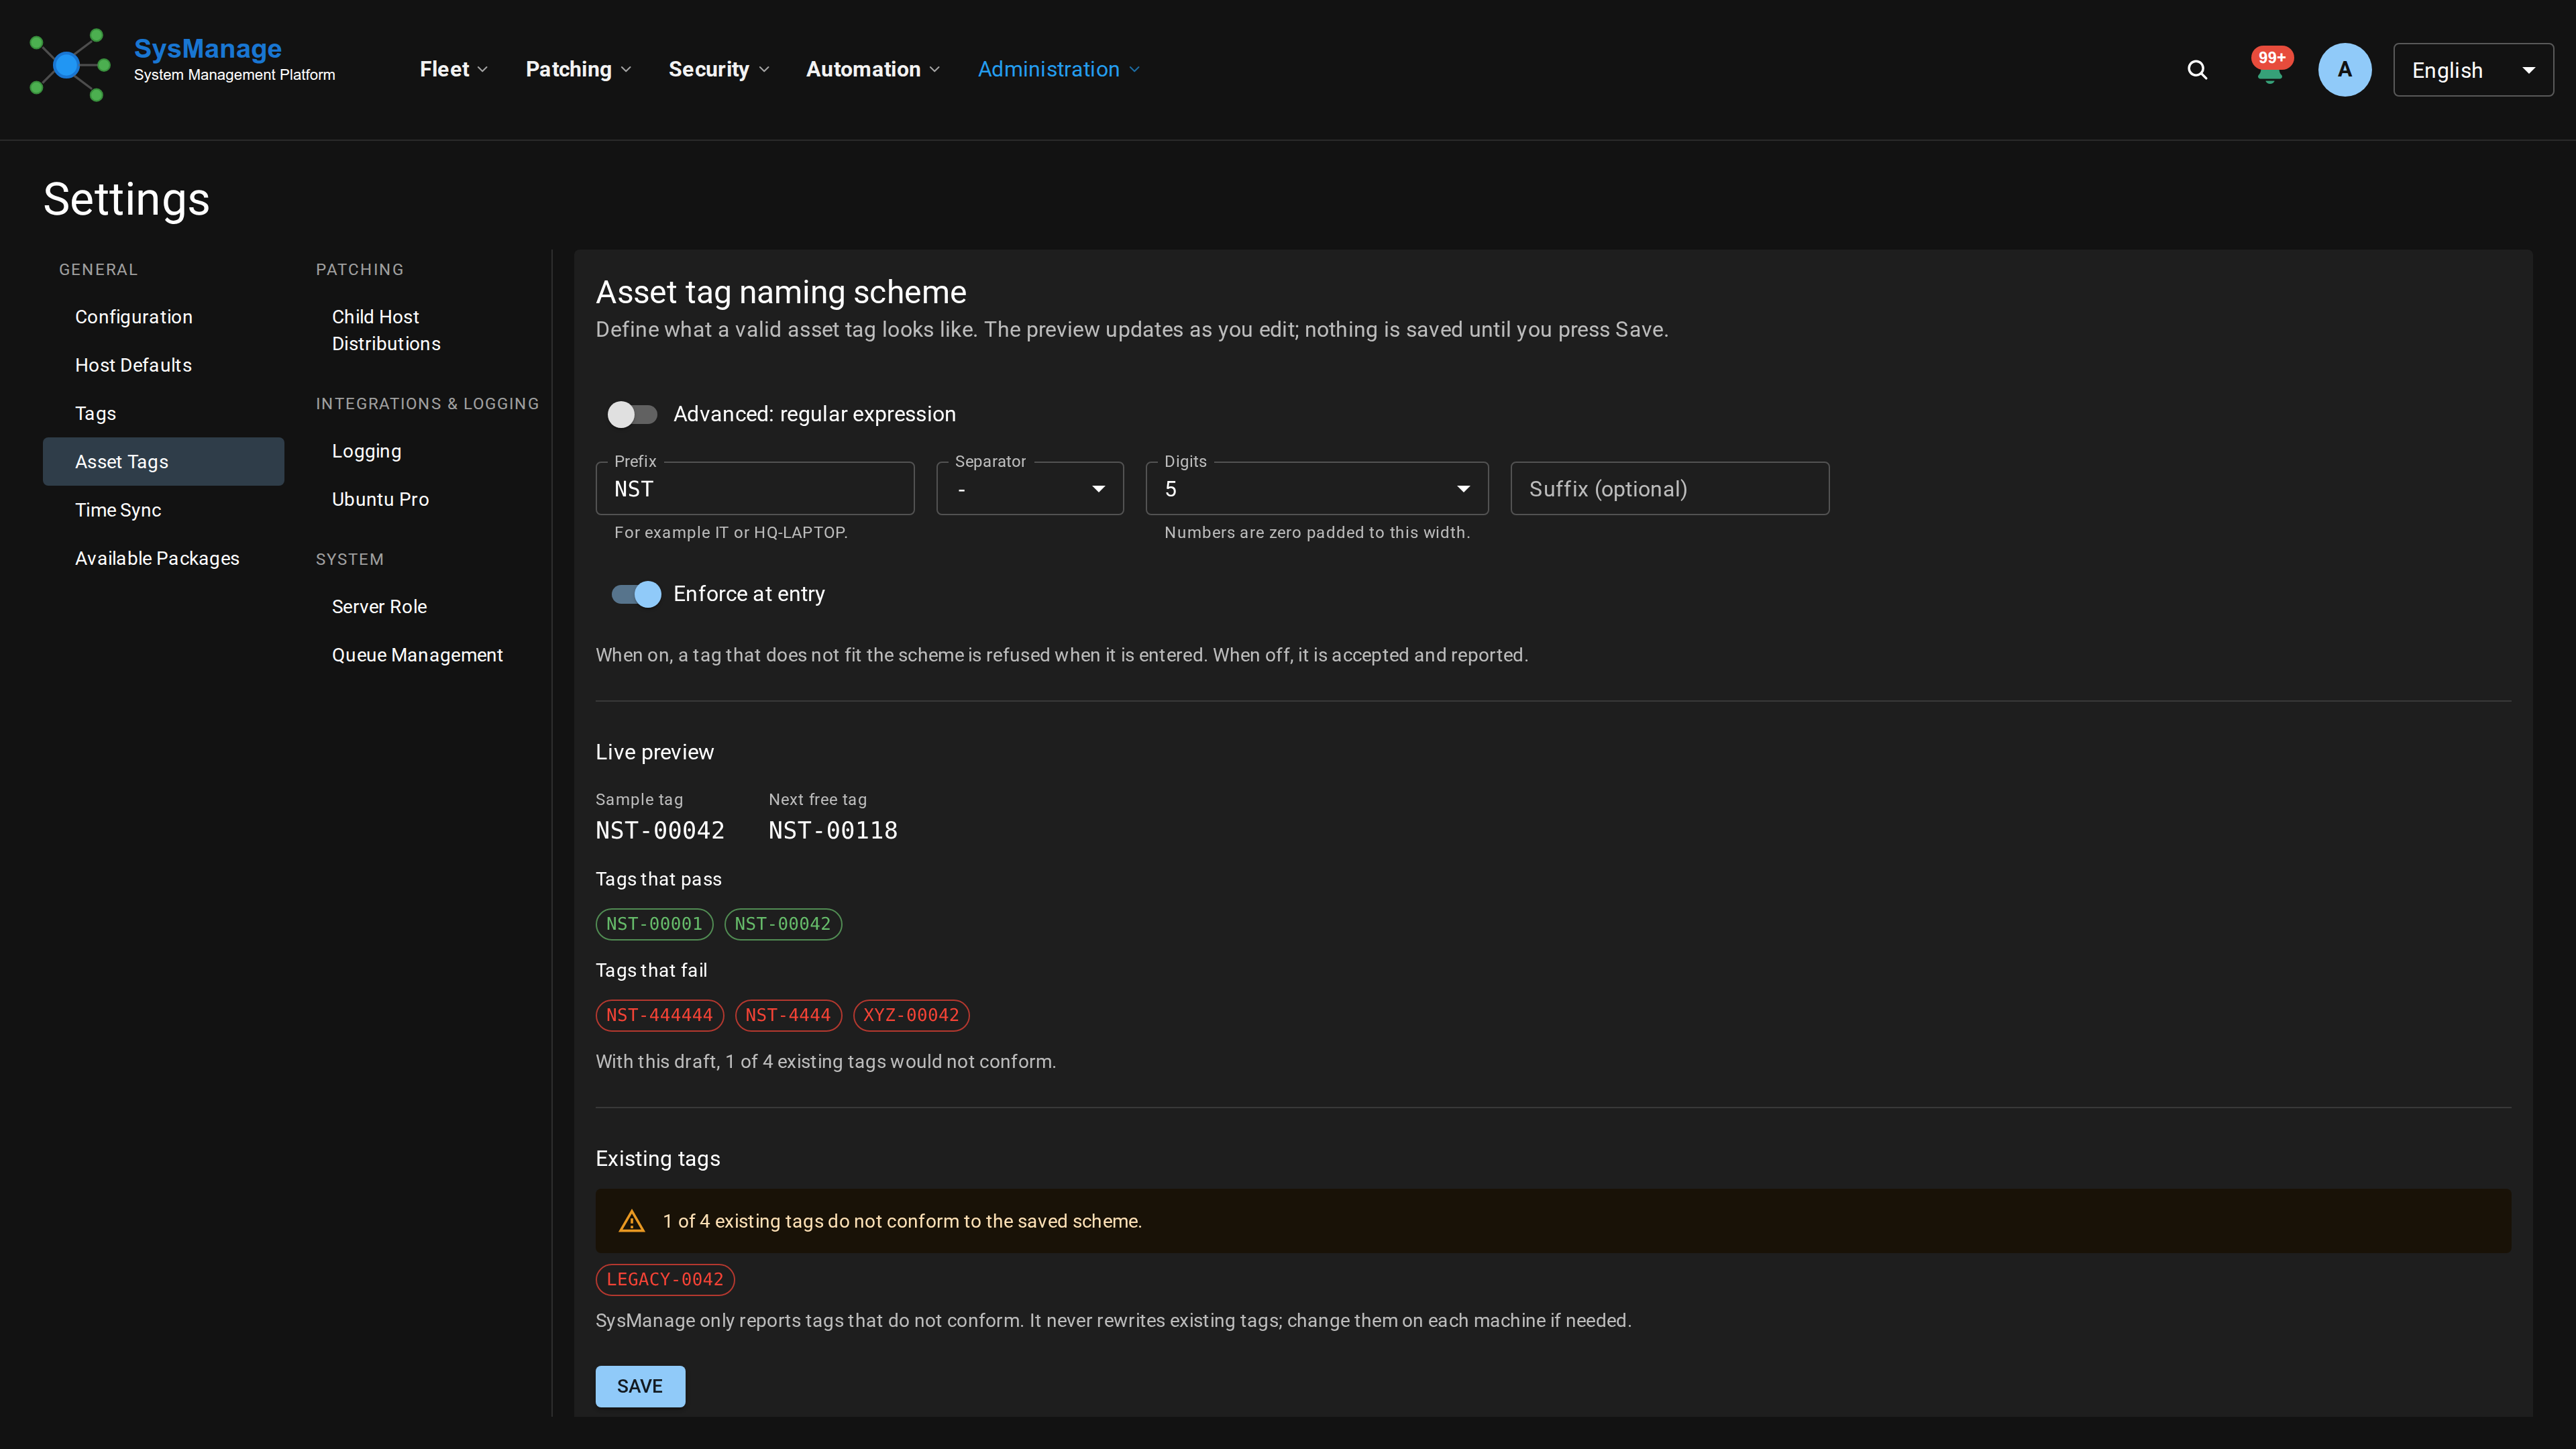 SysManage
System Management Platform
Fleet
Patching
Security
Automation
Administration
99+
A
English
Settings
GENERAL
Configuration
Host Defaults
Tags
Asset Tags
Time Sync
Available Packages
PATCHING
Child Host
Distributions
INTEGRATIONS & LOGGING
Logging
Ubuntu Pro
SYSTEM
Server Role
Queue Management
Asset tag naming scheme
Define what a valid asset tag looks like. The preview updates as you edit; nothing is saved until you press Save.
Advanced: regular expression
Prefix
NST
For example IT or HQ-LAPTOP.
Separator
-
Digits
5
Numbers are zero padded to this width.
Suffix (optional)
Enforce at entry
When on, a tag that does not fit the scheme is refused when it is entered. When off, it is accepted and reported.
Live preview
Sample tag
NST-00042
Next free tag
NST-00118
Tags that pass
NST-00001 NST-00042
Tags that fail
NST-444444 NST-4444 XYZ-00042
With this draft, 1 of 4 existing tags would not conform.
Existing tags
1 of 4 existing tags do not conform to the saved scheme.
LEGACY-0042
SysManage only reports tags that do not conform. It never rewrites existing tags; change them on each machine if needed.
SAVE